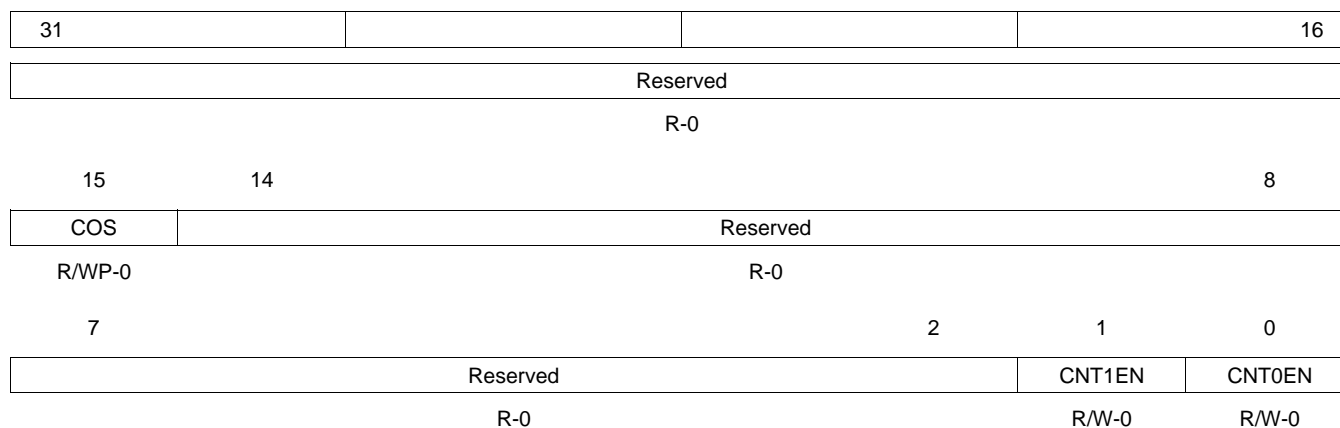 31 16
Reserved
R-0
15 14 8
COS Reserved
R/WP-0 R-0
7 2 1 0
Reserved CNT1EN CNT0EN
R-0 R/W-0 R/W-0